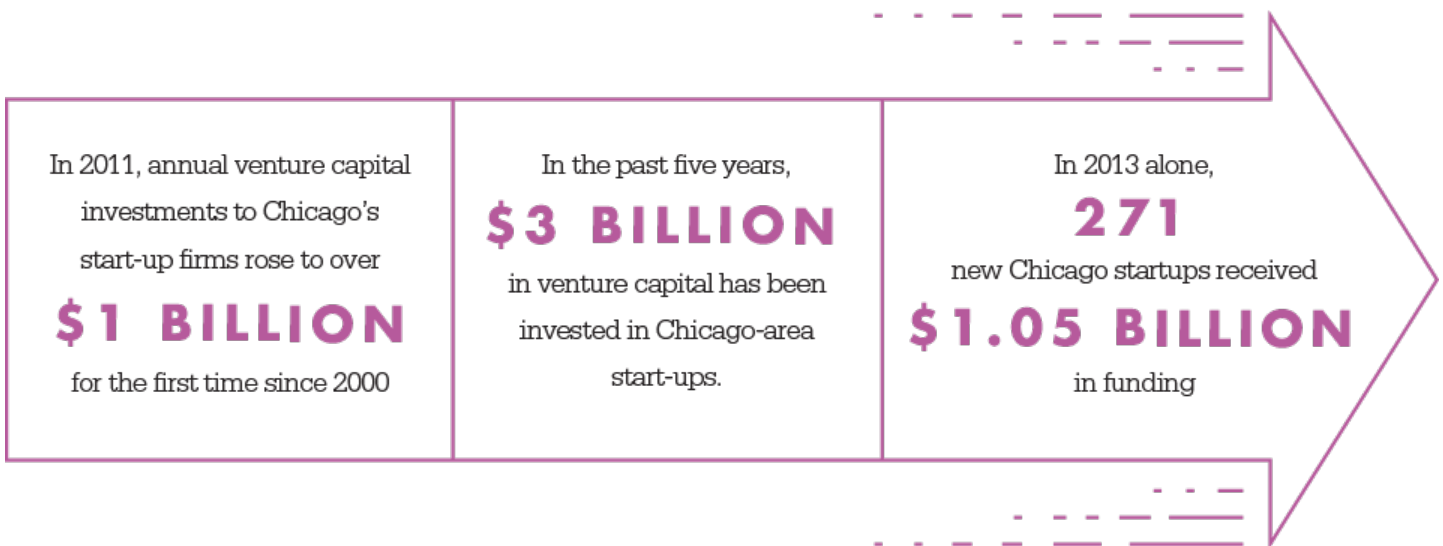 In 2011, annual venture capital
investments to Chicago’s
start-up firms rose to over
$1 BILLION
for the first time since 2000
In the past five years,
$3 BILLION
in venture capital has been
invested in Chicago-area
start-ups.
In 2013 alone,
271
new Chicago startups received
$1.05 BILLION
in funding